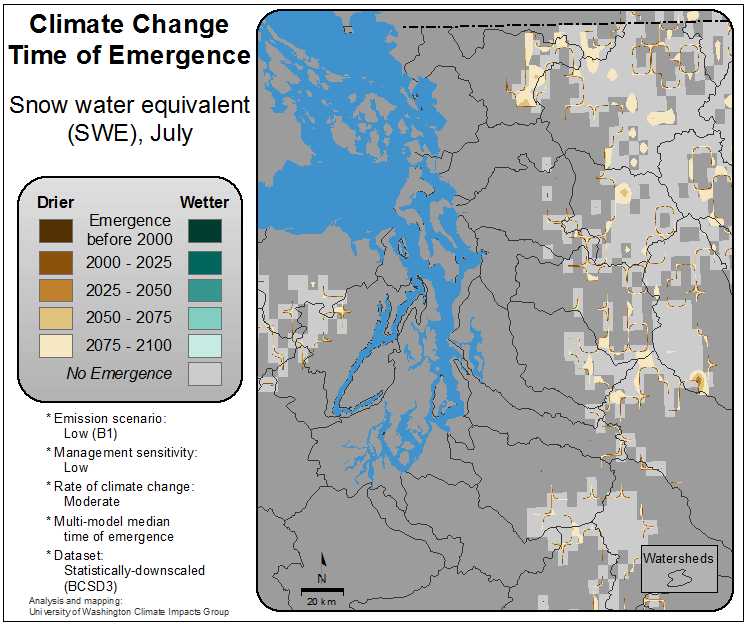 Climate Change
Time of Emergence
Snow water equivalent
(SWE), July
Drier
Wetter
Emergence
before 2000
2000 - 2025
2025 - 2050
2050 - 2075
2075 - 2100
No Emergence
* Emission scenario:
Low (B1)
* Management sensitivity:
Low
* Rate of climate change:
Moderate
* Multi-model median
time of emergence
* Dataset:
Statistically-downscaled
(BCSD3)
Analysis and mapping:
University of Washington Climate Impacts Group
N
20 km
Watersheds